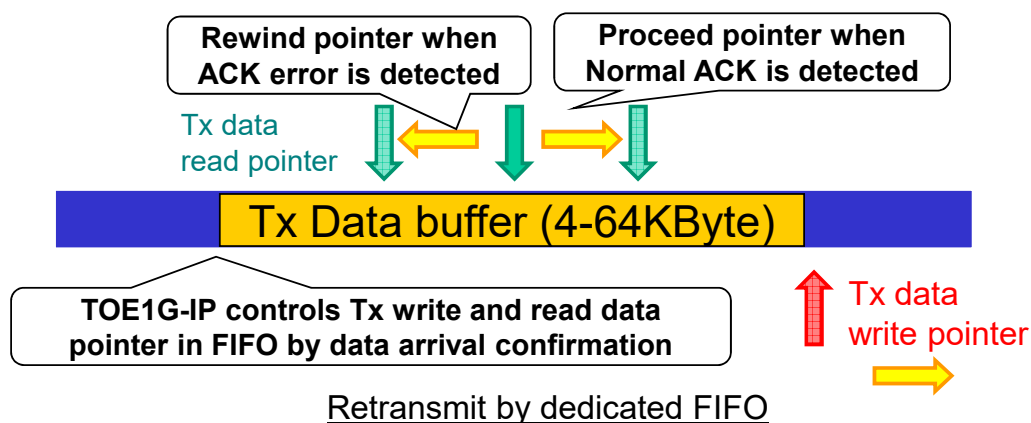 Rewind pointer when
ACK error is detected
Proceed pointer when
Normal ACK is detected
Tx data
read pointer
Tx Data buffer (4-64KByte)
TOE1G-IP controls Tx write and read data
pointer in FIFO by data arrival confirmation
Tx data
write pointer
Retransmit by dedicated FIFO